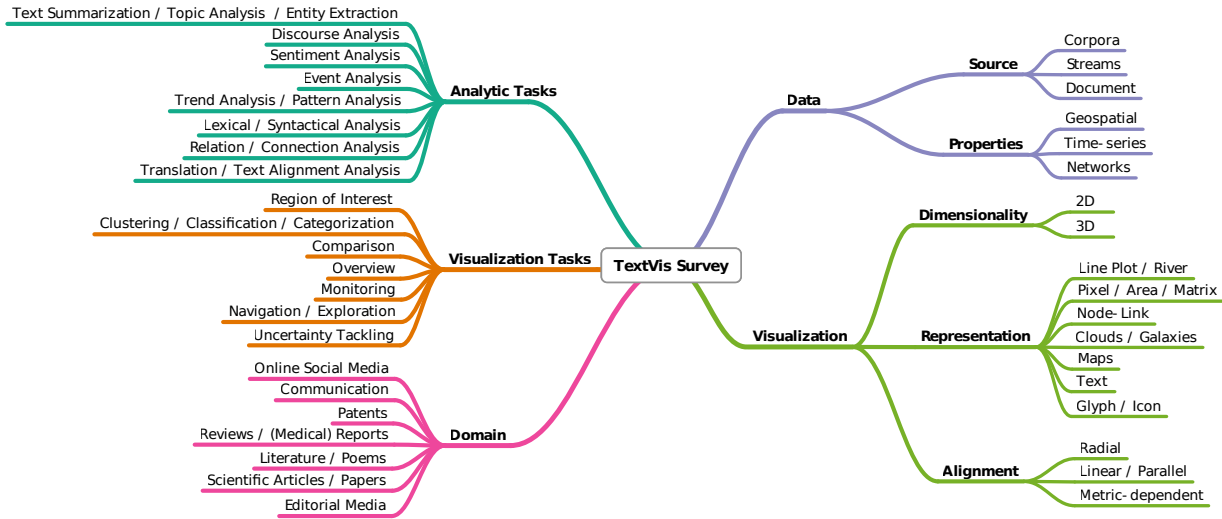 Text Summarization / Topic Analysis / Entity Extraction
Discourse Analysis
Sentiment Analysis
Event Analysis
Trend Analysis / Pattern Analysis
Lexical / Syntactical Analysis
Relation / Connection Analysis
Translation / Text Alignment Analysis
Analytic Tasks
Region of Interest
Clustering / Classification / Categorization
Comparison
Overview
Monitoring
Navigation / Exploration
Uncertainty Tackling
Visualization Tasks
Online Social Media
Communication
Patents
Reviews / (Medical) Reports
Literature / Poems
Scientific Articles / Papers
Editorial Media
Domain
TextVis Survey
Data
Source
Corpora
Streams
Document
Properties
Geospatial
Time-series
Networks
Visualization
Dimensionality
2D
3D
Representation
Line Plot / River
Pixel / Area / Matrix
Node-Link
Clouds / Galaxies
Maps
Text
Glyph / Icon
Alignment
Radial
Linear / Parallel
Metric-dependent